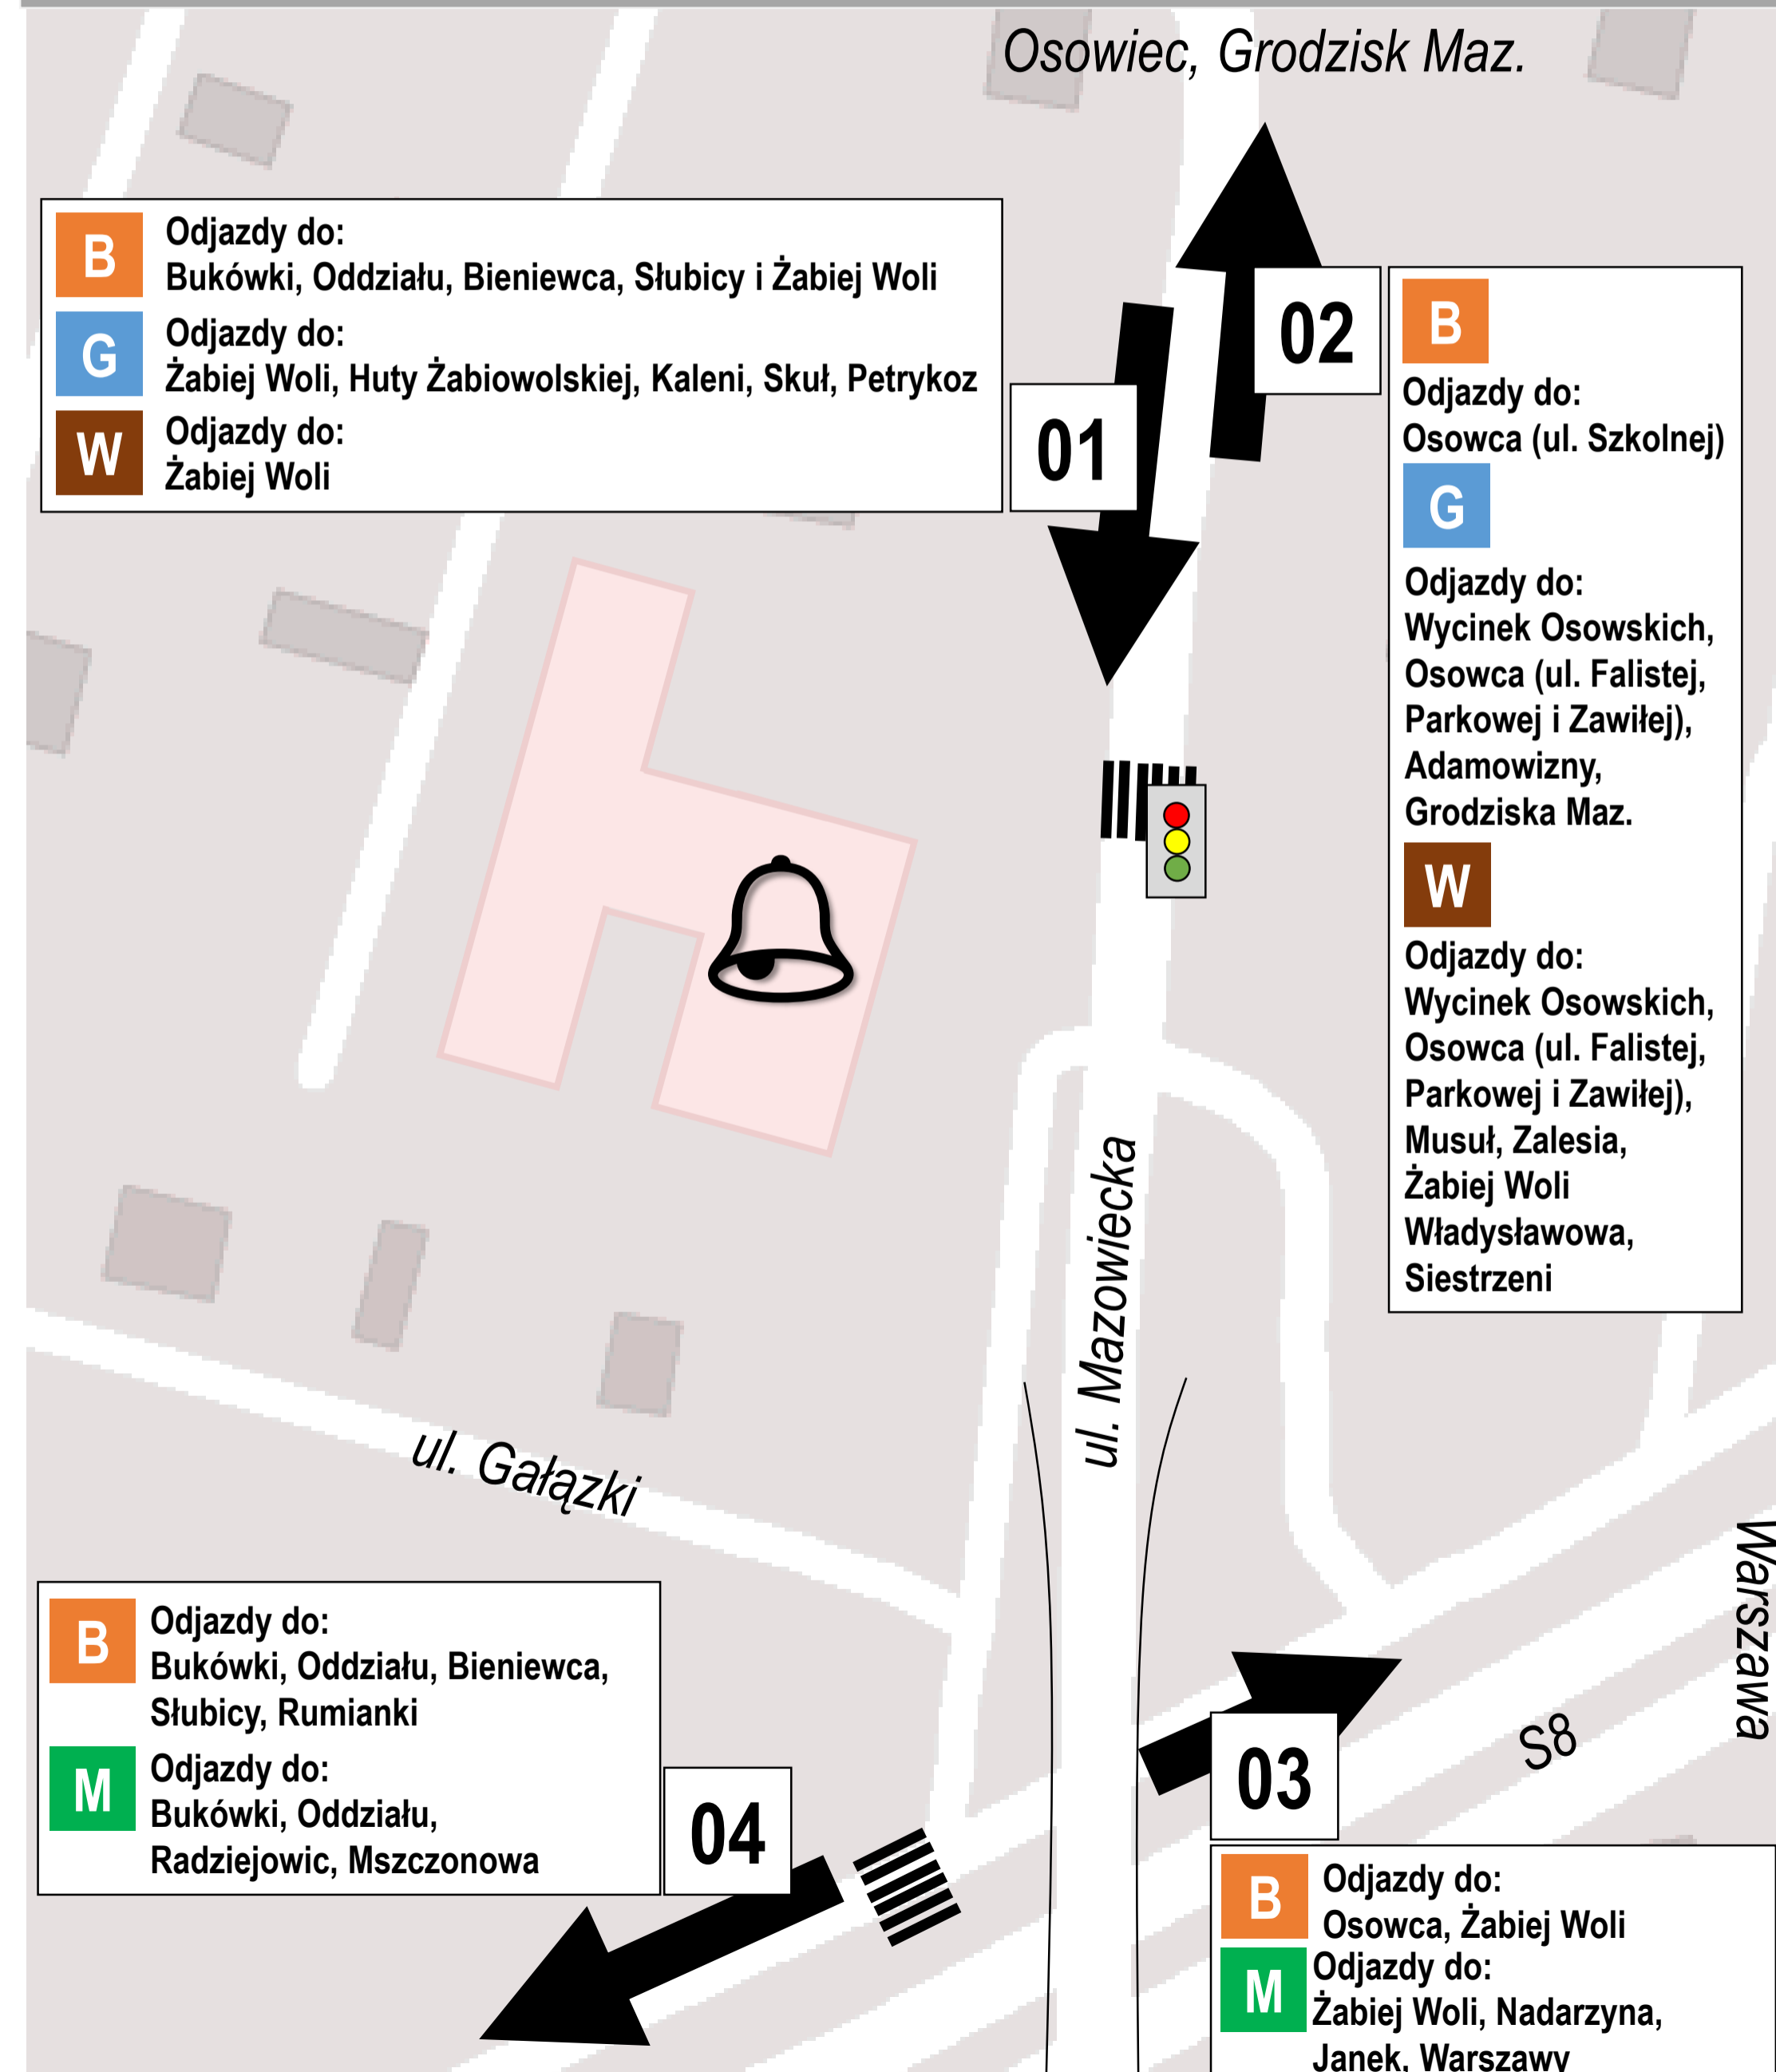 Osowiec, Grodzisk Maz.
B
Odjazdy do:
Bukówki, Oddziału, Bieniewca, Słubicy i Żabiej Woli
G
Odjazdy do:
Żabiej Woli, Huty Żabiowolskiej, Kaleni, Skuł, Petrykoz
W
Odjazdy do:
Żabiej Woli
01
02
B
Odjazdy do:
Osowca (ul. Szkolnej)
G
Odjazdy do:
Wycinek Osowskich,
Osowca (ul. Falistej,
Parkowej i Zawiłej),
Adamowizny,
Grodziska Maz.
W
Odjazdy do:
Wycinek Osowskich,
Osowca (ul. Falistej,
Parkowej i Zawiłej),
Musuł, Zalesia,
Żabiej Woli
Władysławowa,
Siestrzeni
ul. Mazowiecka
ul. Gałązki
Warszawa
S8
B
Odjazdy do:
Bukówki, Oddziału, Bieniewca,
Słubicy, Rumianki
M
Odjazdy do:
Bukówki, Oddziału,
Radziejowic, Mszczonowa
04
03
B
Odjazdy do:
Osowca, Żabiej Woli
M
Odjazdy do:
Żabiej Woli, Nadarzyna,
Janek, Warszawy